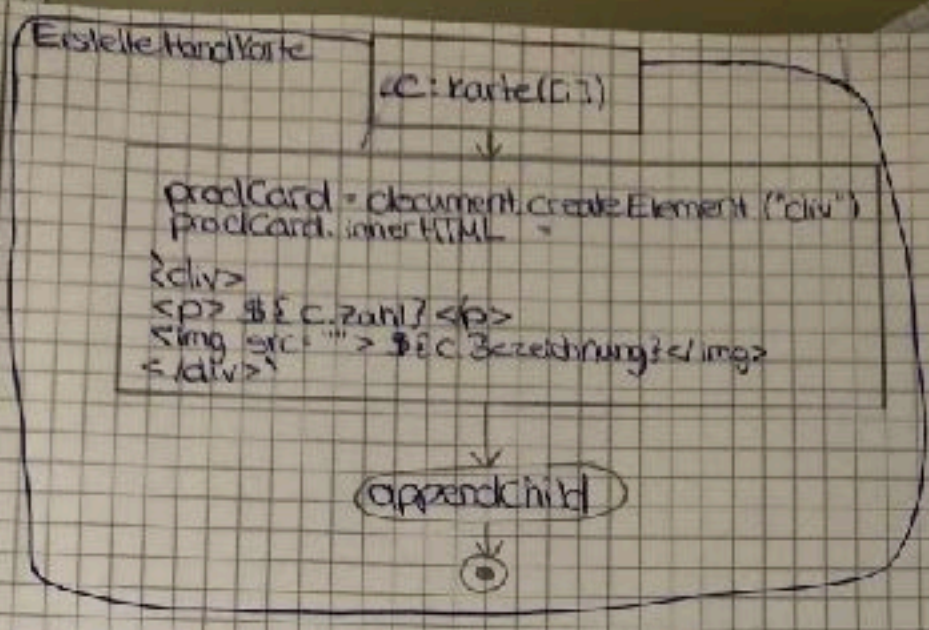 ErstelleHandKarte
c: Karte([i])
prodCard = document.createElement("div")
prodCard.innerHTML =
`<div>
<p> ${c.zahl}</p>
<img src="">${c.Bezeichnung}</img>
</div>`
appendChild